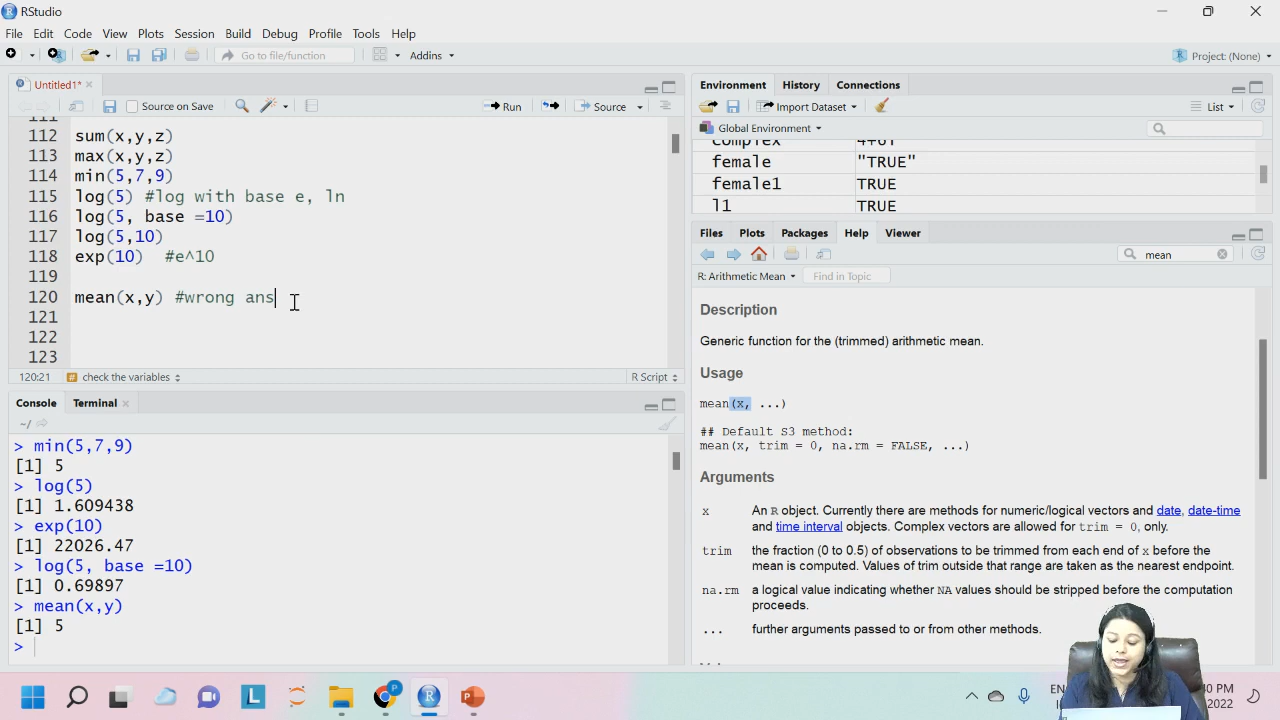 RStudio
File Edit Code View Plots Session Build Debug Profile Tools Help
Go to file/function Addins Project: (None)
Untitled1*
Source on Save Run Source
112 sum(x,y,z)
113 max(x,y,z)
114 min(5,7,9)
115 log(5) #log with base e, ln
116 log(5, base =10)
117 log(5,10)
118 exp(10) #e^10
119
120 mean(x,y) #wrong ans
121
122
123
120:21 # check the variables R Script
Console Terminal
~/
> min(5,7,9)
[1] 5
> log(5)
[1] 1.609438
> exp(10)
[1] 22026.47
> log(5, base =10)
[1] 0.69897
> mean(x,y)
[1] 5
>
Environment History Connections
Import Dataset List
Global Environment
complex 4+6i
female "TRUE"
female1 TRUE
l1 TRUE
Files Plots Packages Help Viewer
mean
R: Arithmetic Mean Find in Topic
Description
Generic function for the (trimmed) arithmetic mean.
Usage
mean(x, ...)
## Default S3 method:
mean(x, trim = 0, na.rm = FALSE, ...)
Arguments
x An R object. Currently there are methods for numeric/logical vectors and date, date-time
and time interval objects. Complex vectors are allowed for trim = 0, only.
trim the fraction (0 to 0.5) of observations to be trimmed from each end of x before the
mean is computed. Values of trim outside that range are taken as the nearest endpoint.
na.rm a logical value indicating whether NA values should be stripped before the computation
proceeds.
... further arguments passed to or from other methods.